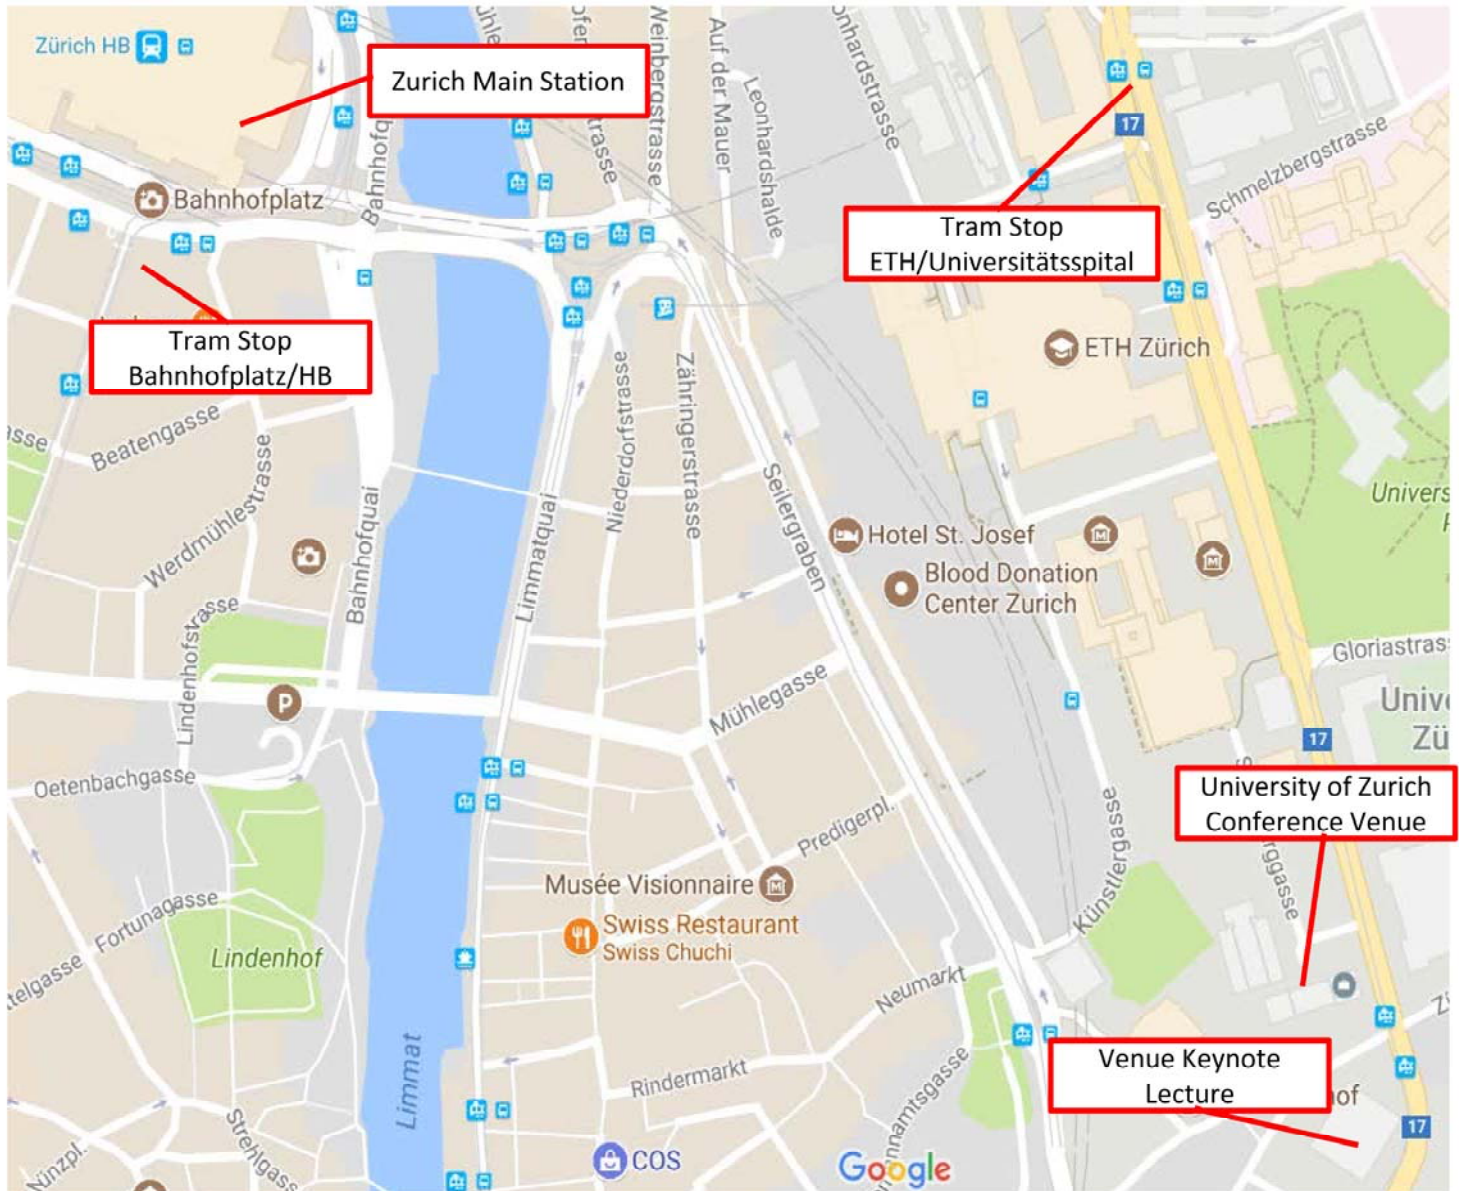 Zürich HB
Zurich Main Station
Bahnhofplatz
Tram Stop
Bahnhofplatz/HB
Weinbergstrasse
Auf der Mauer
Leonhardshalde
17
Schmelzbergstrasse
Tram Stop
ETH/Universitätsspital
ETH Zürich
Beatengasse
Werdmühlestrasse
Bahnhofquai
Limmatquai
Niederdorfstrasse
Zähringerstrasse
Seilergraben
Hotel St. Josef
Blood Donation
Center Zurich
Lindenhofstrasse
P
Mühlegasse
Gloriastras
17
Oetenbachgasse
University of Zurich
Conference Venue
Künstlergasse
Predigerpl.
Musée Visionnaire
Swiss Restaurant
Swiss Chuchi
Fortunagasse
Lindenhof
Neumarkt
Limmat
Rindermarkt
Venue Keynote
Lecture
hof
17
COS
Google